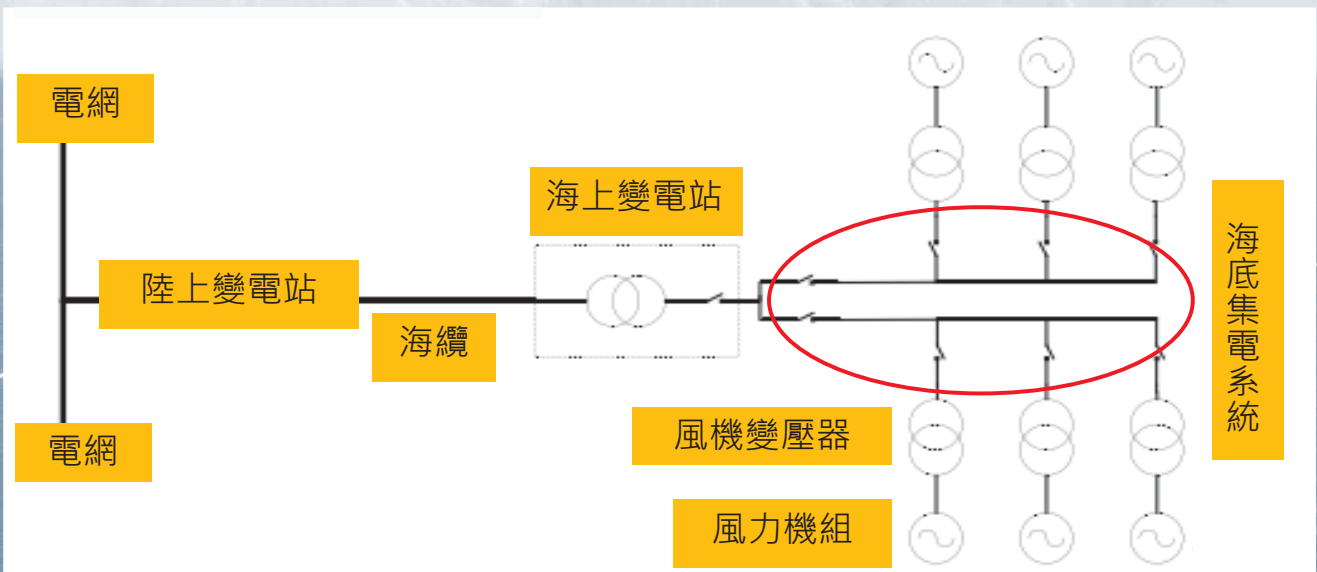 電網
海上變電站
陸上變電站
海纜
海底集電系統
電網
風機變壓器
風力機組